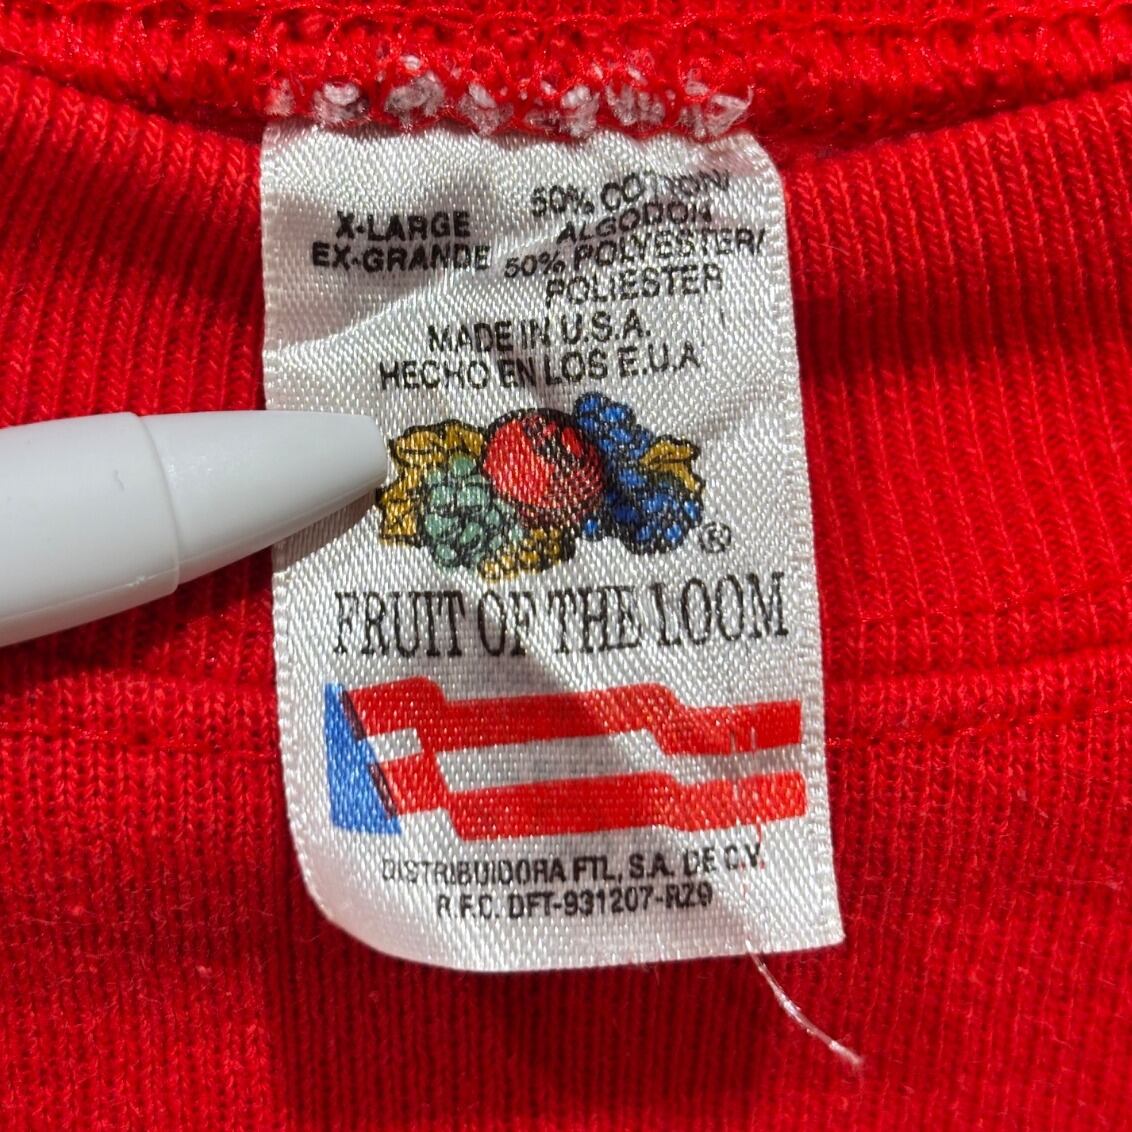 X-LARGE
EX-GRANDE
50% COTTON/
ALGODON
50% POLYESTER/
POLIESTER
MADE IN U.S.A.
HECHO EN LOS E.U.A
®
FRUIT OF THE LOOM
DISTRIBUIDORA FTL, S.A. DE C.V.
R.F.C. DFT-931207-RZ9